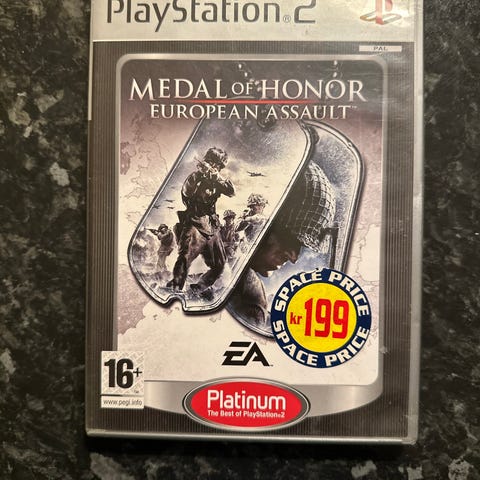 PlayStation 2
PAL
MEDAL OF HONOR
EUROPEAN ASSAULT™
SPACE PRICE
kr 199
SPACE PRICE
EA
16+
www.pegi.info
Platinum
The Best of PlayStation 2